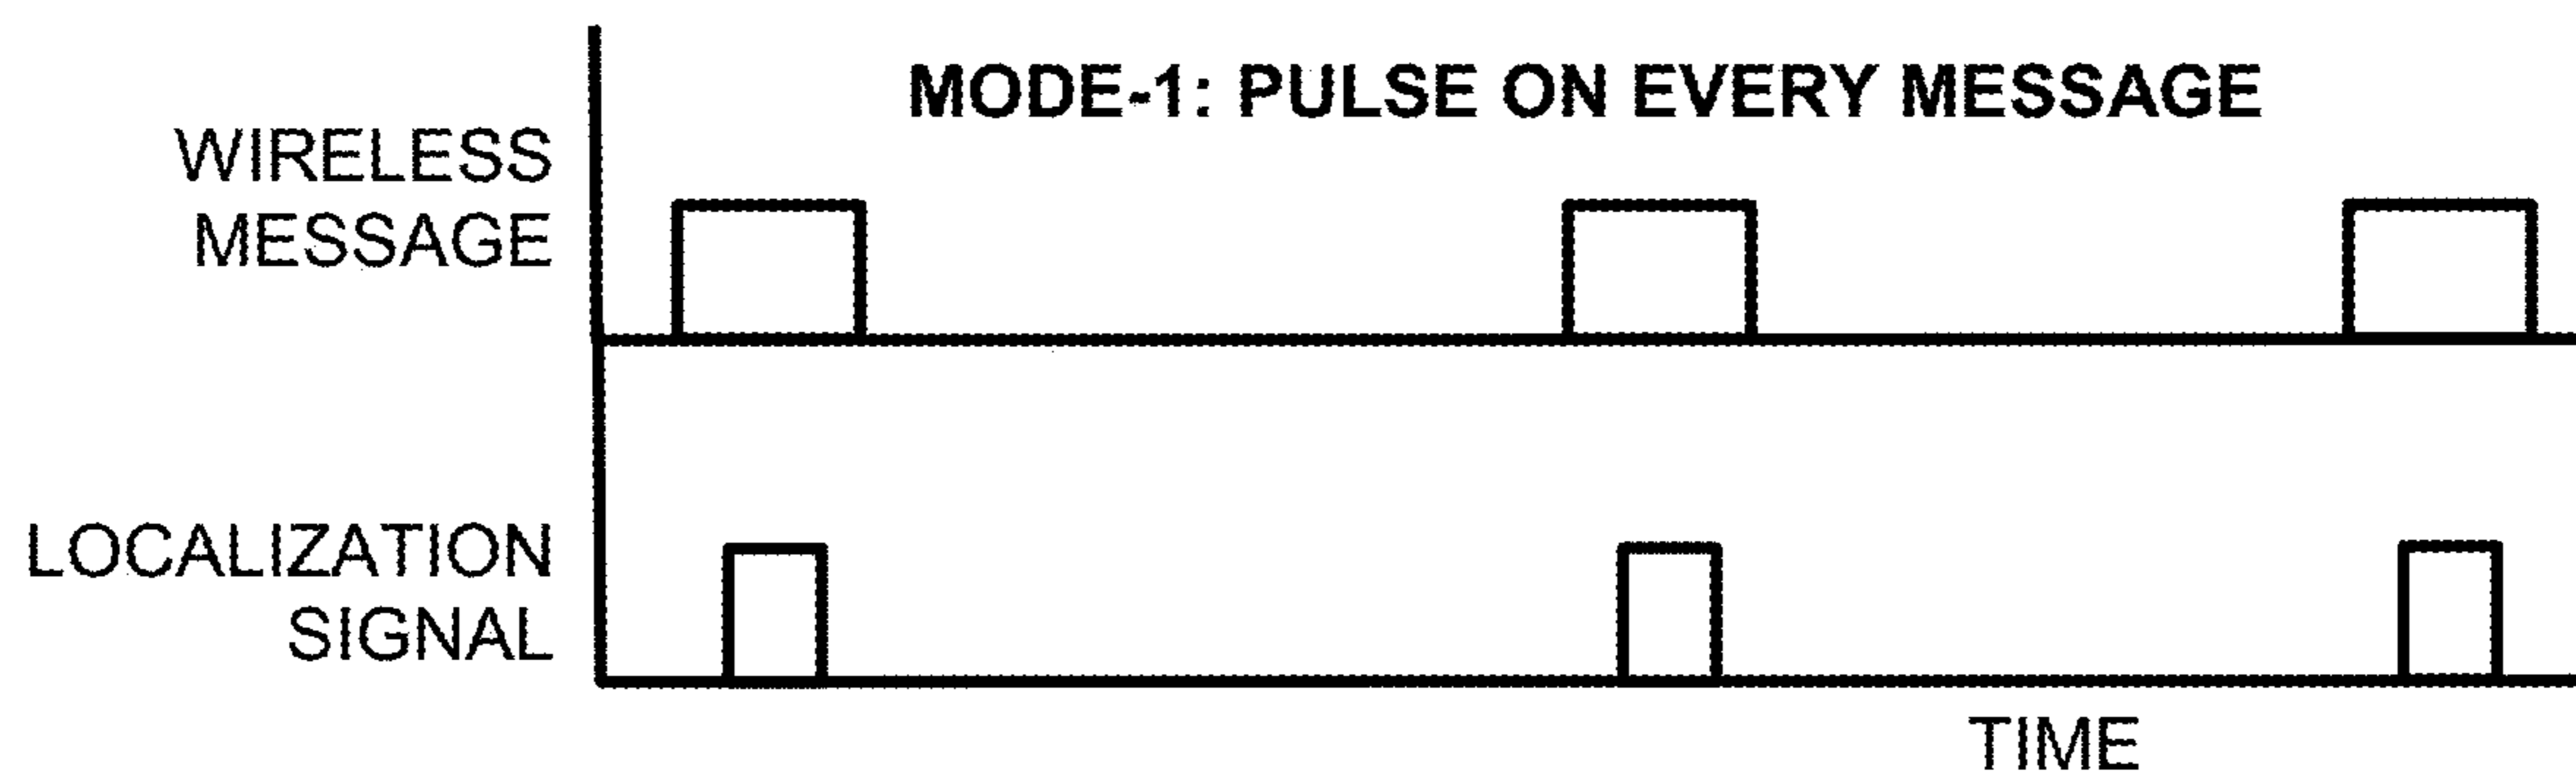 MODE-1: PULSE ON EVERY MESSAGE
WIRELESS
MESSAGE
LOCALIZATION
SIGNAL
TIME